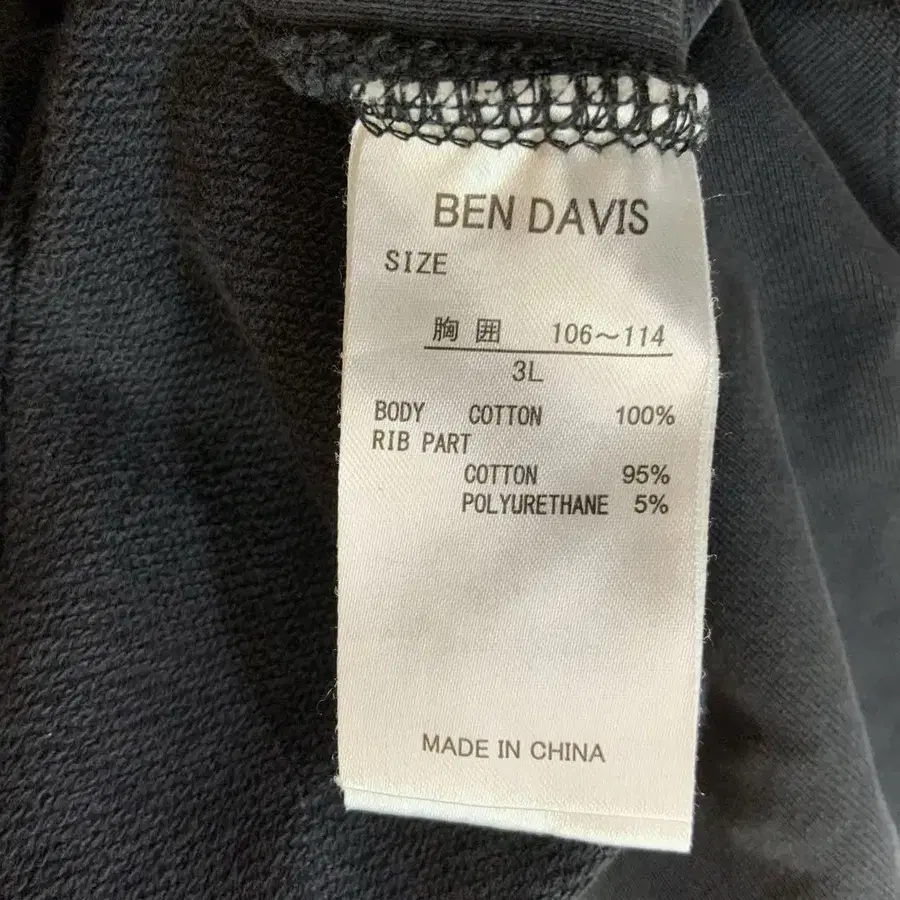 BEN DAVIS
SIZE
胸囲 106～114
3L
BODY COTTON 100%
RIB PART
COTTON 95%
POLYURETHANE 5%
MADE IN CHINA